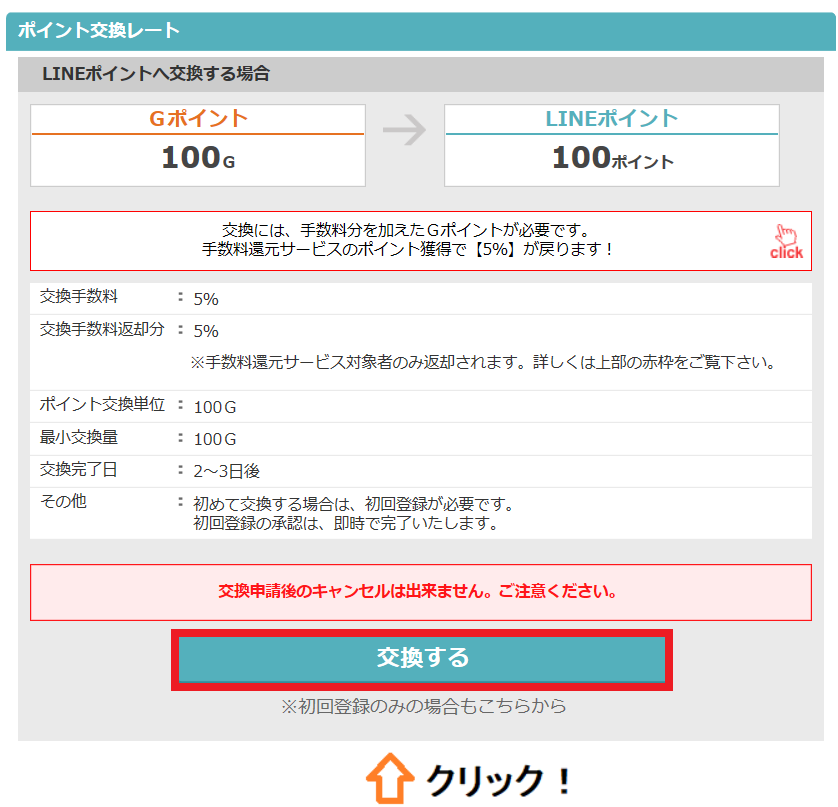 ポイント交換レート
LINEポイントへ交換する場合
Ｇポイント
100G
LINEポイント
100ポイント
交換には、手数料分を加えたＧポイントが必要です。
手数料還元サービスのポイント獲得で【5%】が戻ります！
click
交換手数料 : 5%
交換手数料返却分 : 5%
※手数料還元サービス対象者のみ返却されます。詳しくは上部の赤枠をご覧下さい。
ポイント交換単位 : 100Ｇ
最小交換量 : 100Ｇ
交換完了日 : 2～3日後
その他 : 初めて交換する場合は、初回登録が必要です。
初回登録の承認は、即時で完了いたします。
交換申請後のキャンセルは出来ません。ご注意ください。
交換する
※初回登録のみの場合もこちらから
クリック！